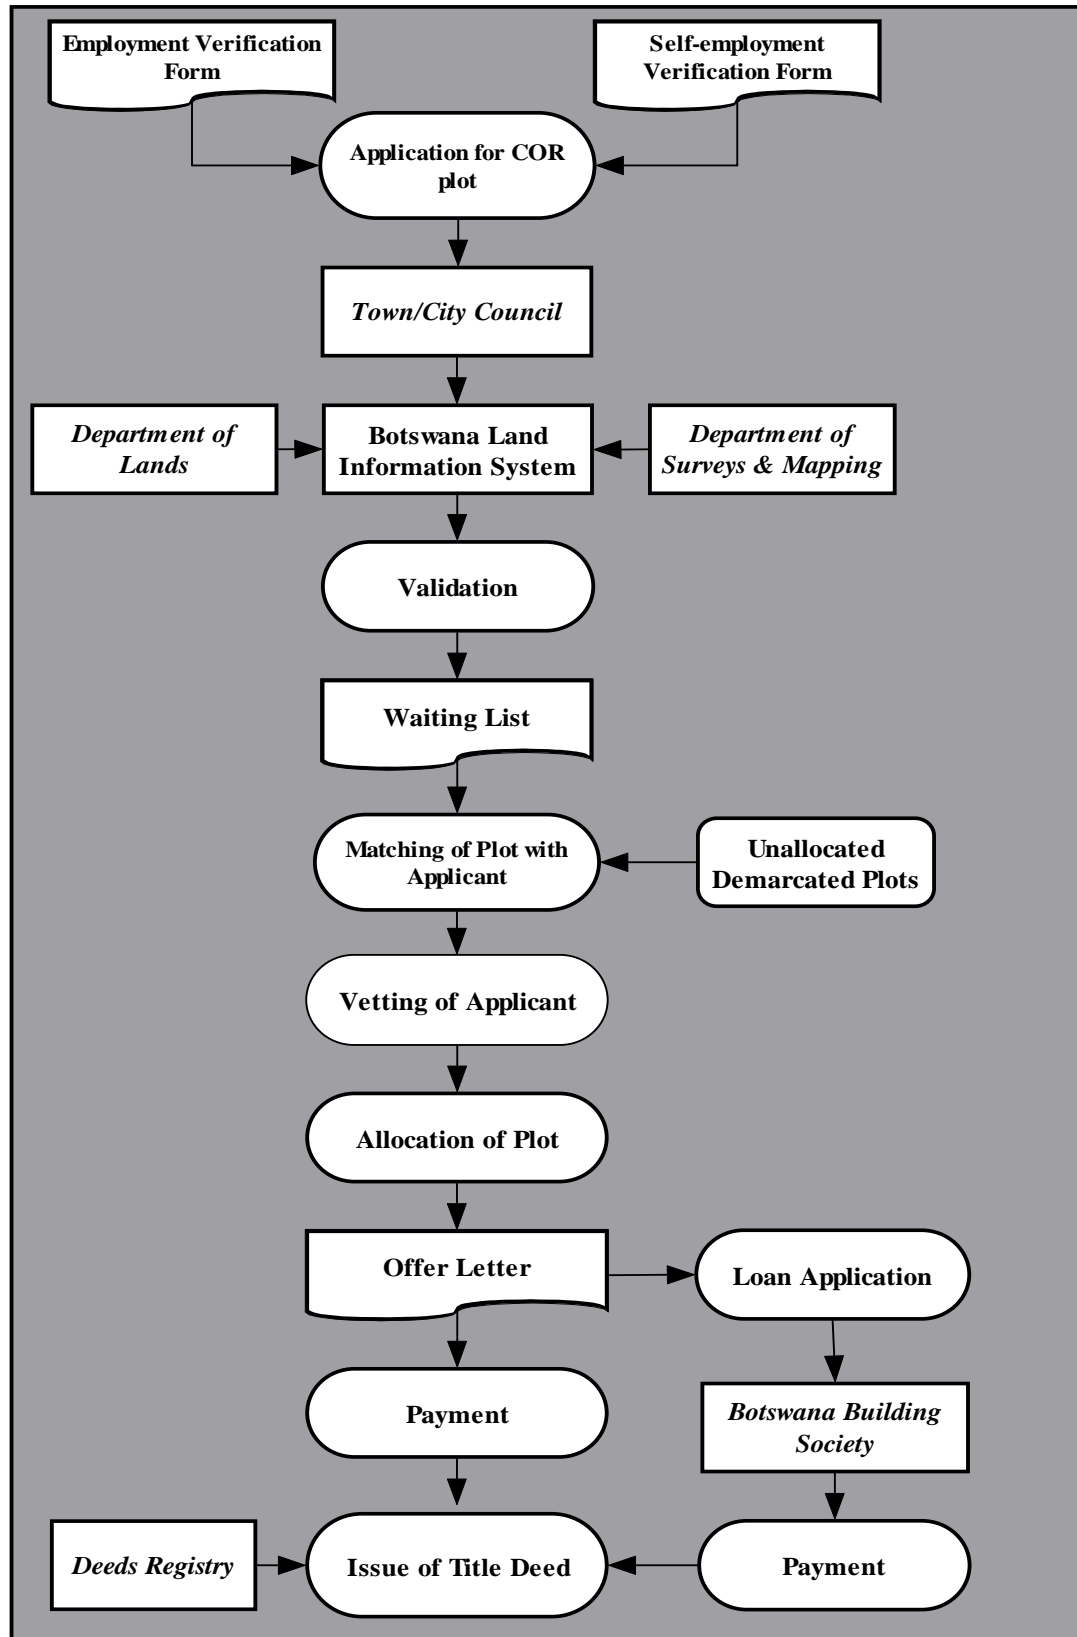 Employment Verification
Form
Self-employment
Verification Form
Application for COR
plot
Town/City Council
Department of
Lands
Botswana Land
Information System
Department of
Surveys & Mapping
Validation
Waiting List
Matching of Plot with
Applicant
Unallocated
Demarcated Plots
Vetting of Applicant
Allocation of Plot
Offer Letter
Loan Application
Payment
Botswana Building
Society
Deeds Registry
Issue of Title Deed
Payment